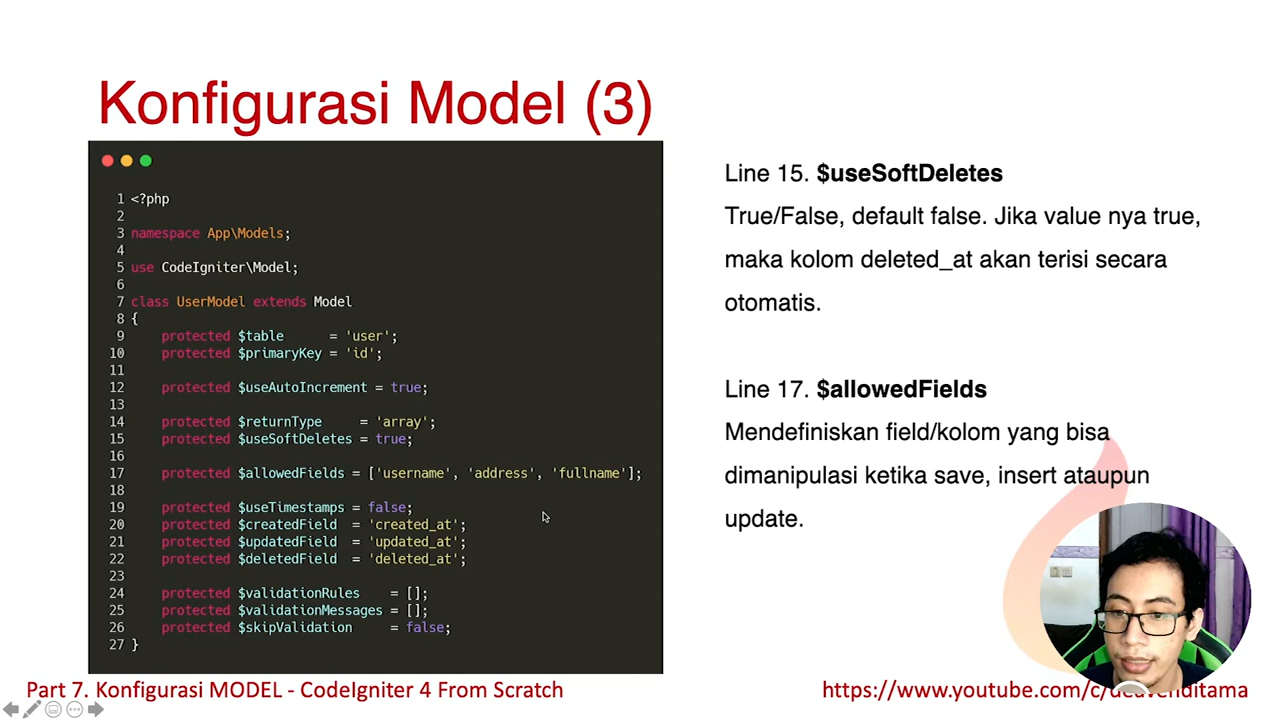 Konfigurasi Model (3)
1 <?php
2
3 namespace App\Models;
4
5 use CodeIgniter\Model;
6
7 class UserModel extends Model
8 {
9 protected $table = 'user';
10 protected $primaryKey = 'id';
11
12 protected $useAutoIncrement = true;
13
14 protected $returnType = 'array';
15 protected $useSoftDeletes = true;
16
17 protected $allowedFields = ['username', 'address', 'fullname'];
18
19 protected $useTimestamps = false;
20 protected $createdField = 'created_at';
21 protected $updatedField = 'updated_at';
22 protected $deletedField = 'deleted_at';
23
24 protected $validationRules = [];
25 protected $validationMessages = [];
26 protected $skipValidation = false;
27 }
Line 15. $useSoftDeletes
True/False, default false. Jika value nya true,
maka kolom deleted_at akan terisi secara
otomatis.
Line 17. $allowedFields
Mendefiniskan field/kolom yang bisa
dimanipulasi ketika save, insert ataupun
update.
Part 7. Konfigurasi MODEL - CodeIgniter 4 From Scratch
https://www.youtube.com/c/deavenditama